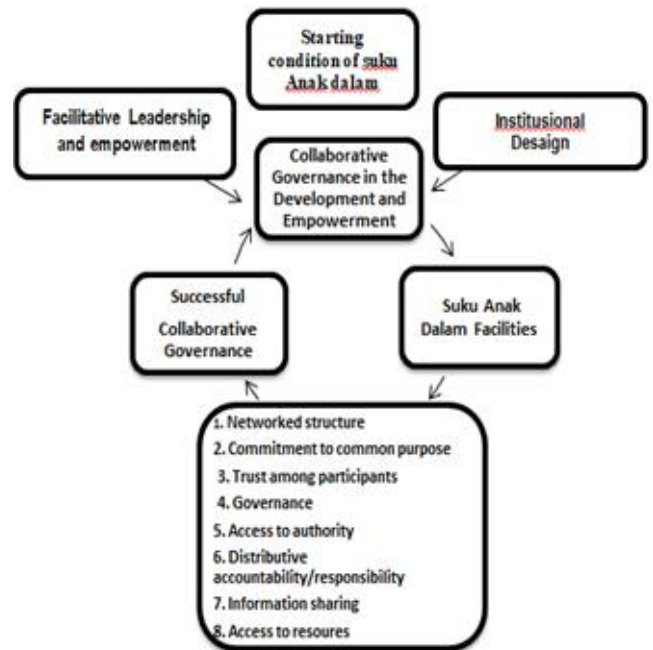 Starting
condition of suku
Anak dalam
Facilitative Leadership
and empowerment
Institusional
Desaign
Collaborative
Governance in the
Development and
Empowerment
Successful
Collaborative
Governance
Suku Anak
Dalam Facilities
1. Networked structure
2. Commitment to common purpose
3. Trust among participants
4. Governance
5. Access to authority
6. Distributive
accountability/responsibility
7. Information sharing
8. Access to resoures